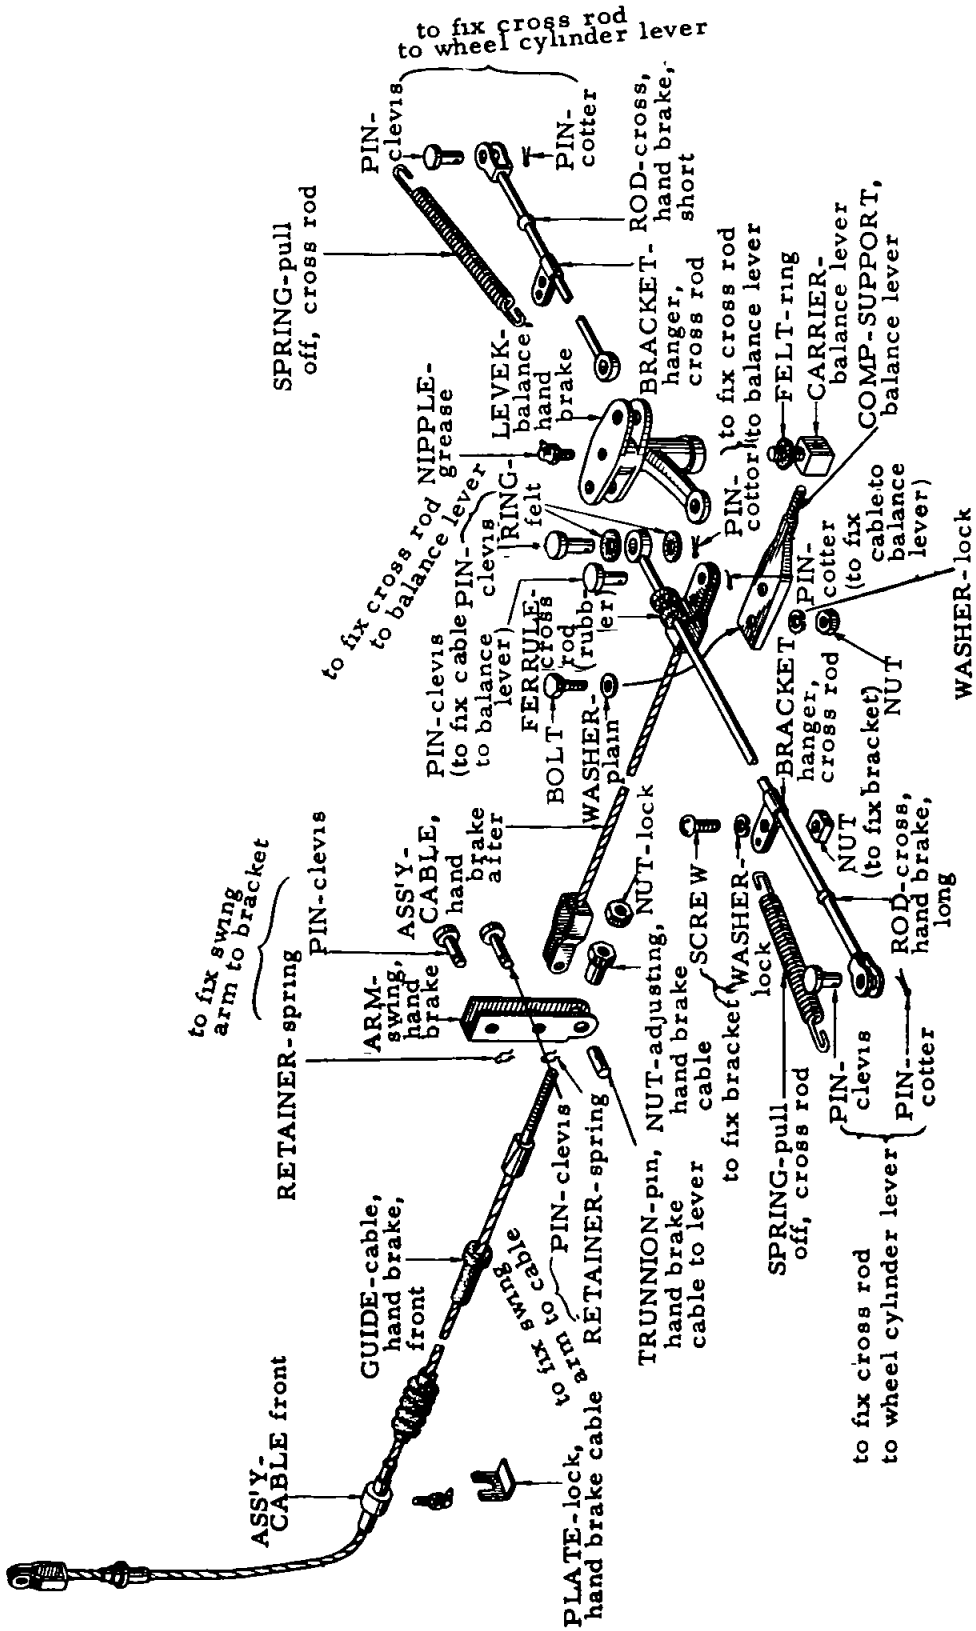 to fix cross rod
to wheel cylinder lever
PIN-
clevis
PIN-
cotter
SPRING-pull
off, cross rod
ROD-cross,
hand brake,
short
BRACKET-
hanger,
cross rod
LEVEK-
balance
hand
brake
NIPPLE-
grease
to fix cross rod
to balance lever
PIN-
cottor
to fix cross rod
to balance lever
FELT-ring
CARRIER-
balance lever
COMP-SUPPORT,
balance lever
RING-
felt
PIN-
clevis
PIN-clevis
(to fix cable
to balance
lever)
FERRULE-
cross
rod
(rubb-
er)
BOLT
WASHER-
plain
PIN-
cotter
(to fix
cable to
balance
lever)
WASHER-lock
NUT
BRACKET
hanger,
cross rod
NUT
(to fix bracket)
ROD-cross,
hand brake,
long
ASS'Y-
CABLE,
hand
brake
after
NUT-lock
SCREW
WASHER-
lock
to fix bracket
to fix swing
arm to bracket
PIN-clevis
RETAINER-spring
ARM-
swing,
hand
brake
NUT-adjusting,
hand brake
cable
TRUNNION-pin,
hand brake
cable to lever
SPRING-pull
off, cross rod
PIN-
clevis
PIN-
cotter
to fix cross rod
to wheel cylinder lever
PIN-clevis
RETAINER-spring
to fix swing
arm to cable
GUIDE-cable,
hand brake,
front
ASS'Y-
CABLE front
PLATE-lock,
hand brake cable